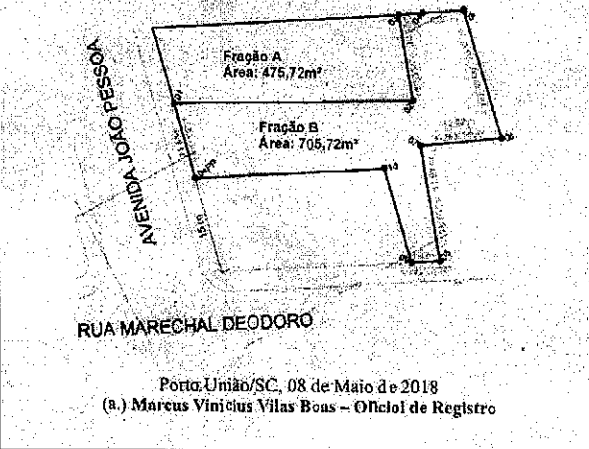 Fração A
Área: 475,72m²
AVENIDA JOÃO PESSOA
Fração B
Área: 705,72m²
15 m
RUA MARECHAL DEODORO
Porto União/SC, 08 de Maio de 2018
(a.) Marcus Vinicius Vilas Boas – Oficial de Registro